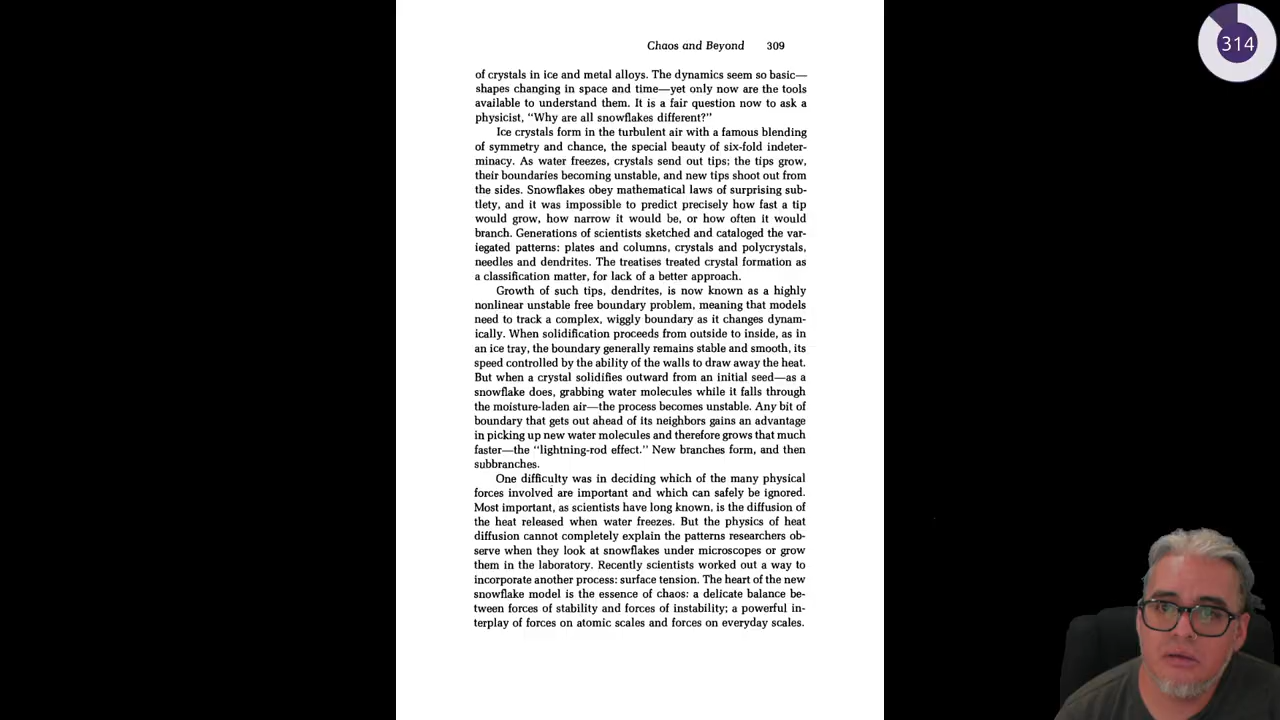 Chaos and Beyond 309
314
of crystals in ice and metal alloys. The dynamics seem so basic—
shapes changing in space and time—yet only now are the tools
available to understand them. It is a fair question now to ask a
physicist, "Why are all snowflakes different?"
Ice crystals form in the turbulent air with a famous blending
of symmetry and chance, the special beauty of six-fold indeter-
minacy. As water freezes, crystals send out tips; the tips grow,
their boundaries becoming unstable, and new tips shoot out from
the sides. Snowflakes obey mathematical laws of surprising sub-
tlety, and it was impossible to predict precisely how fast a tip
would grow, how narrow it would be, or how often it would
branch. Generations of scientists sketched and cataloged the var-
iegated patterns: plates and columns, crystals and polycrystals,
needles and dendrites. The treatises treated crystal formation as
a classification matter, for lack of a better approach.
Growth of such tips, dendrites, is now known as a highly
nonlinear unstable free boundary problem, meaning that models
need to track a complex, wiggly boundary as it changes dynam-
ically. When solidification proceeds from outside to inside, as in
an ice tray, the boundary generally remains stable and smooth, its
speed controlled by the ability of the walls to draw away the heat.
But when a crystal solidifies outward from an initial seed—as a
snowflake does, grabbing water molecules while it falls through
the moisture-laden air—the process becomes unstable. Any bit of
boundary that gets out ahead of its neighbors gains an advantage
in picking up new water molecules and therefore grows that much
faster—the "lightning-rod effect." New branches form, and then
subbranches.
One difficulty was in deciding which of the many physical
forces involved are important and which can safely be ignored.
Most important, as scientists have long known, is the diffusion of
the heat released when water freezes. But the physics of heat
diffusion cannot completely explain the patterns researchers ob-
serve when they look at snowflakes under microscopes or grow
them in the laboratory. Recently scientists worked out a way to
incorporate another process: surface tension. The heart of the new
snowflake model is the essence of chaos: a delicate balance be-
tween forces of stability and forces of instability; a powerful in-
terplay of forces on atomic scales and forces on everyday scales.